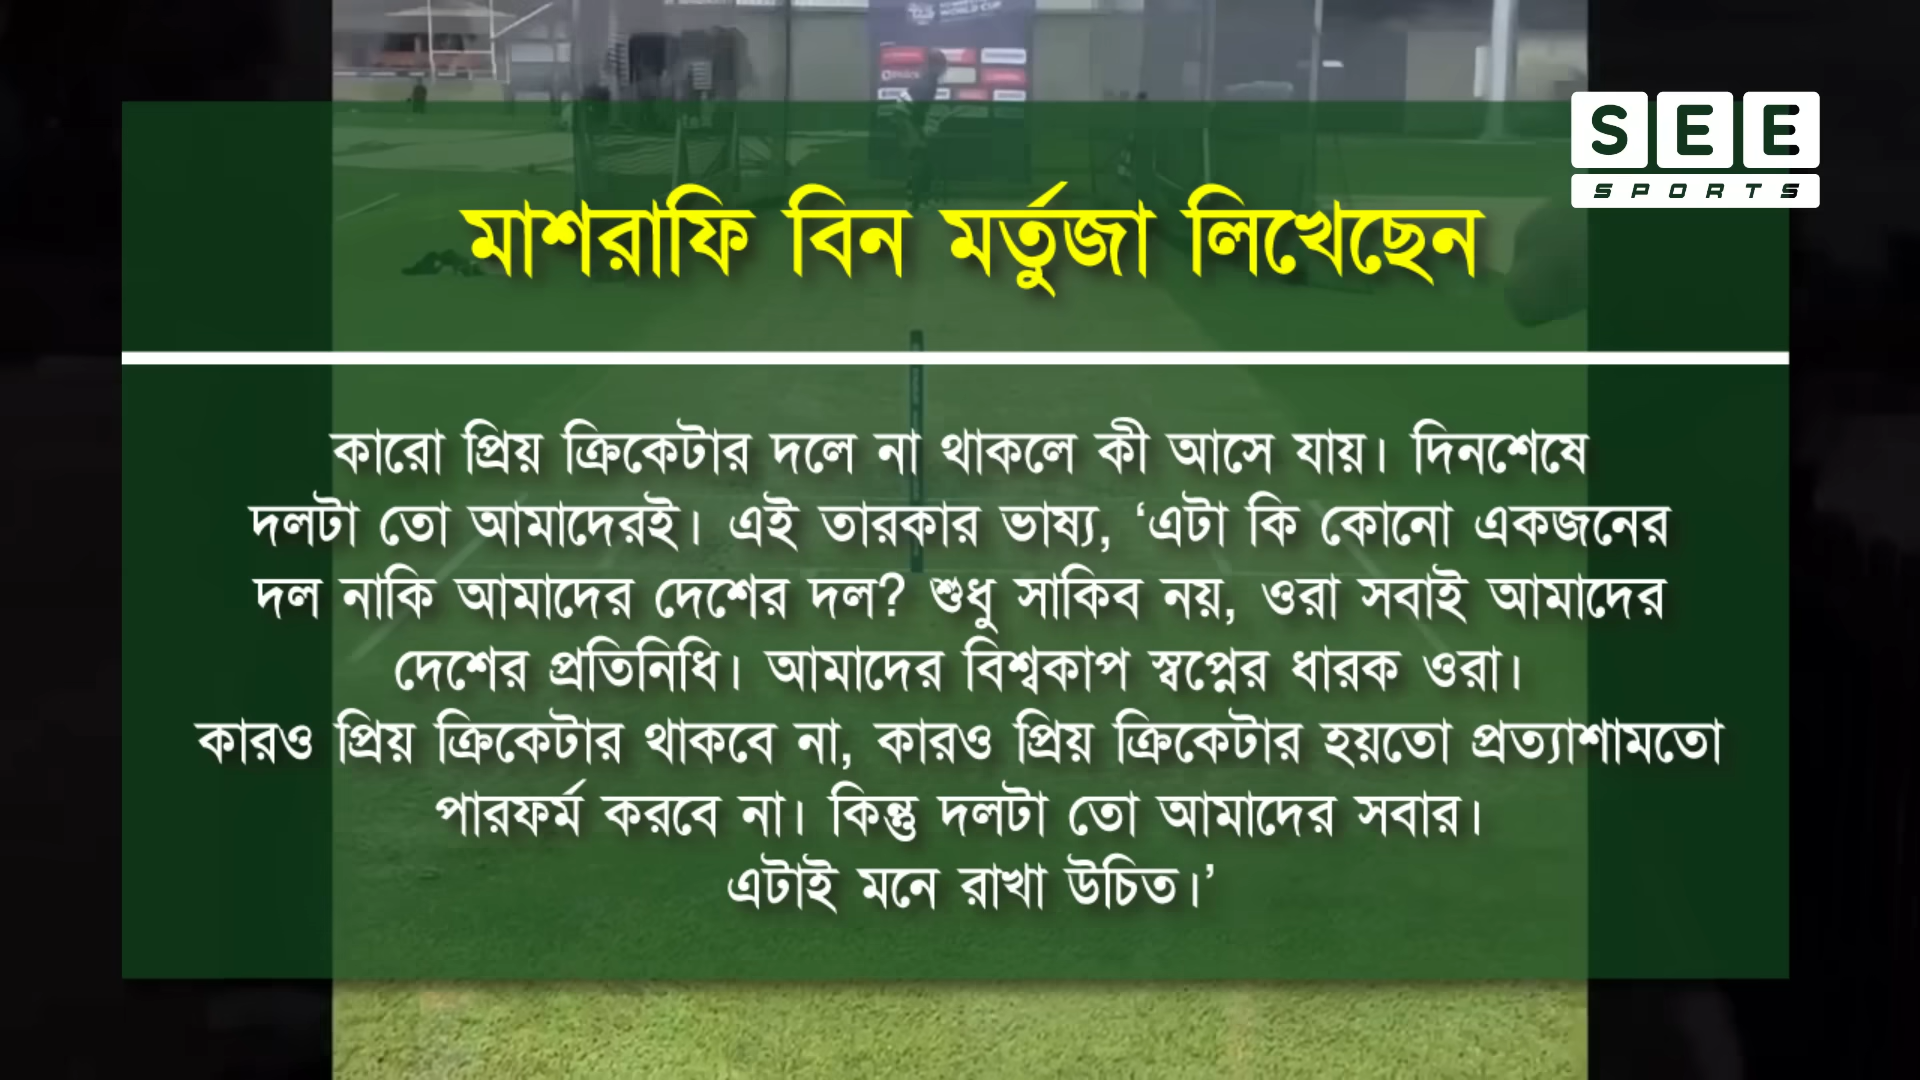 WORLD CUP
SEE
SPORTS
মাশরাফি বিন মর্তুজা লিখেছেন
কারো প্রিয় ক্রিকেটার দলে না থাকলে কী আসে যায়। দিনশেষে
দলটা তো আমাদেরই। এই তারকার ভাষ্য, ‘এটা কি কোনো একজনের
দল নাকি আমাদের দেশের দল? শুধু সাকিব নয়, ওরা সবাই আমাদের
দেশের প্রতিনিধি। আমাদের বিশ্বকাপ স্বপ্নের ধারক ওরা।
কারও প্রিয় ক্রিকেটার থাকবে না, কারও প্রিয় ক্রিকেটার হয়তো প্রত্যাশামতো
পারফর্ম করবে না। কিন্তু দলটা তো আমাদের সবার।
এটাই মনে রাখা উচিত।’